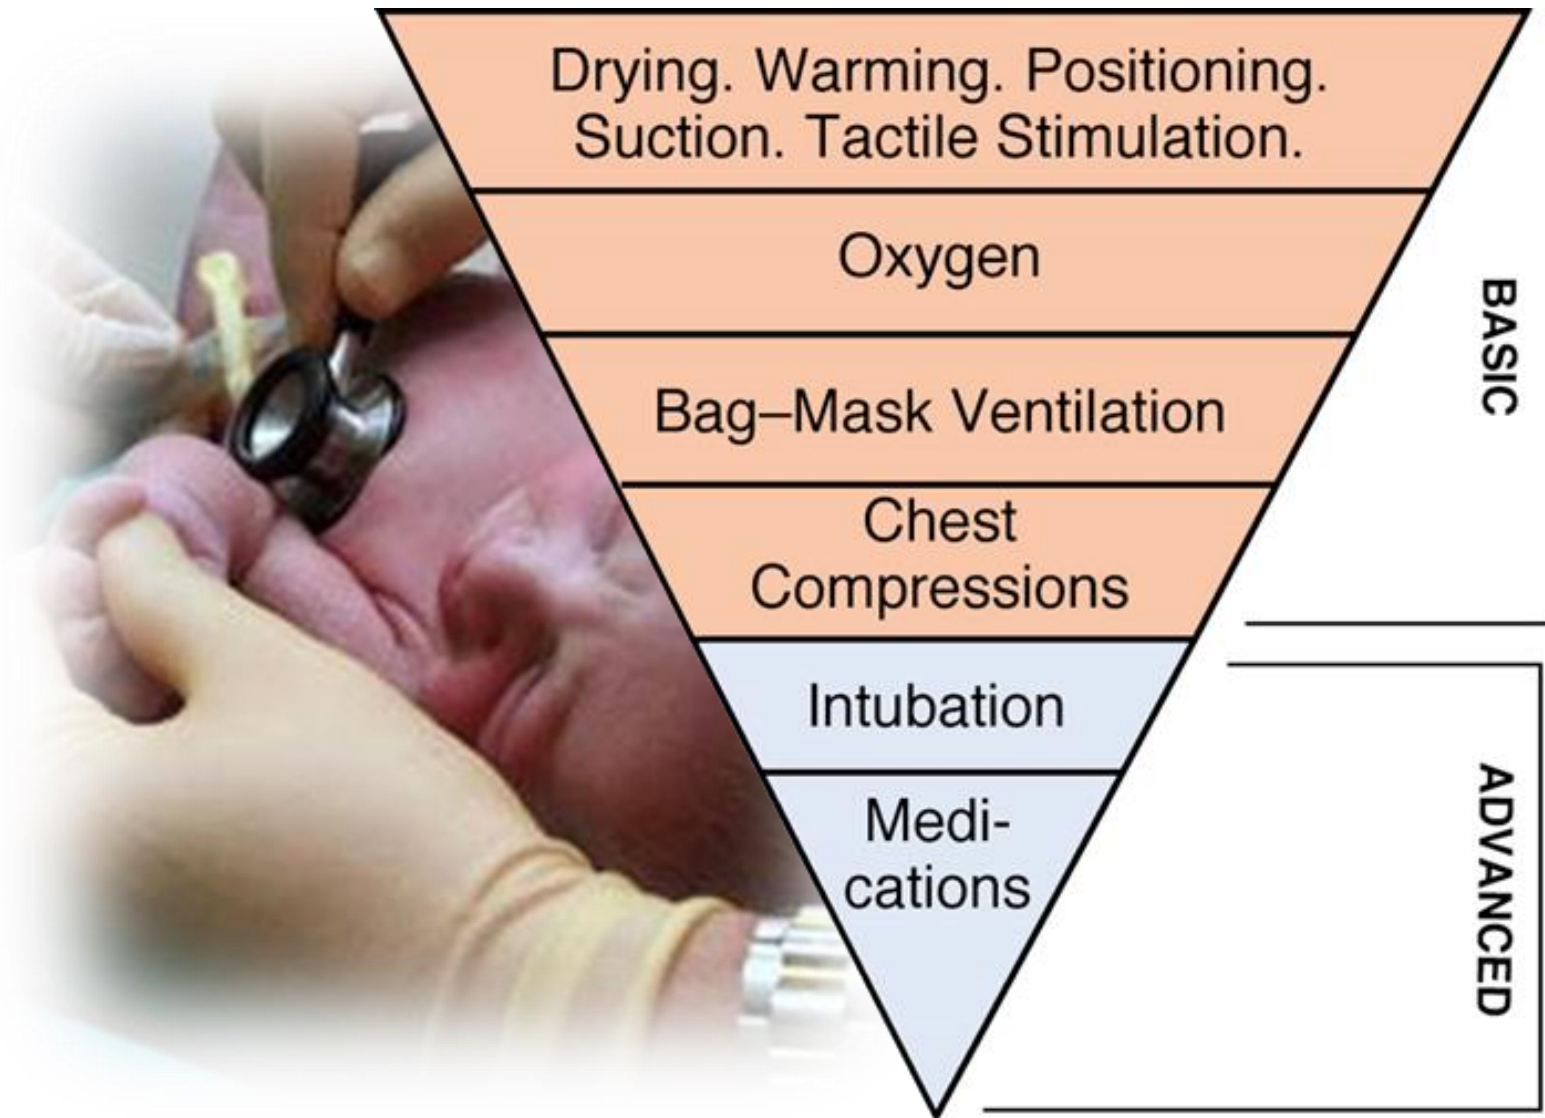 Drying. Warming. Positioning.
Suction. Tactile Stimulation.
Oxygen
Bag–Mask Ventilation
Chest
Compressions
Intubation
Medi-
cations
BASIC
ADVANCED